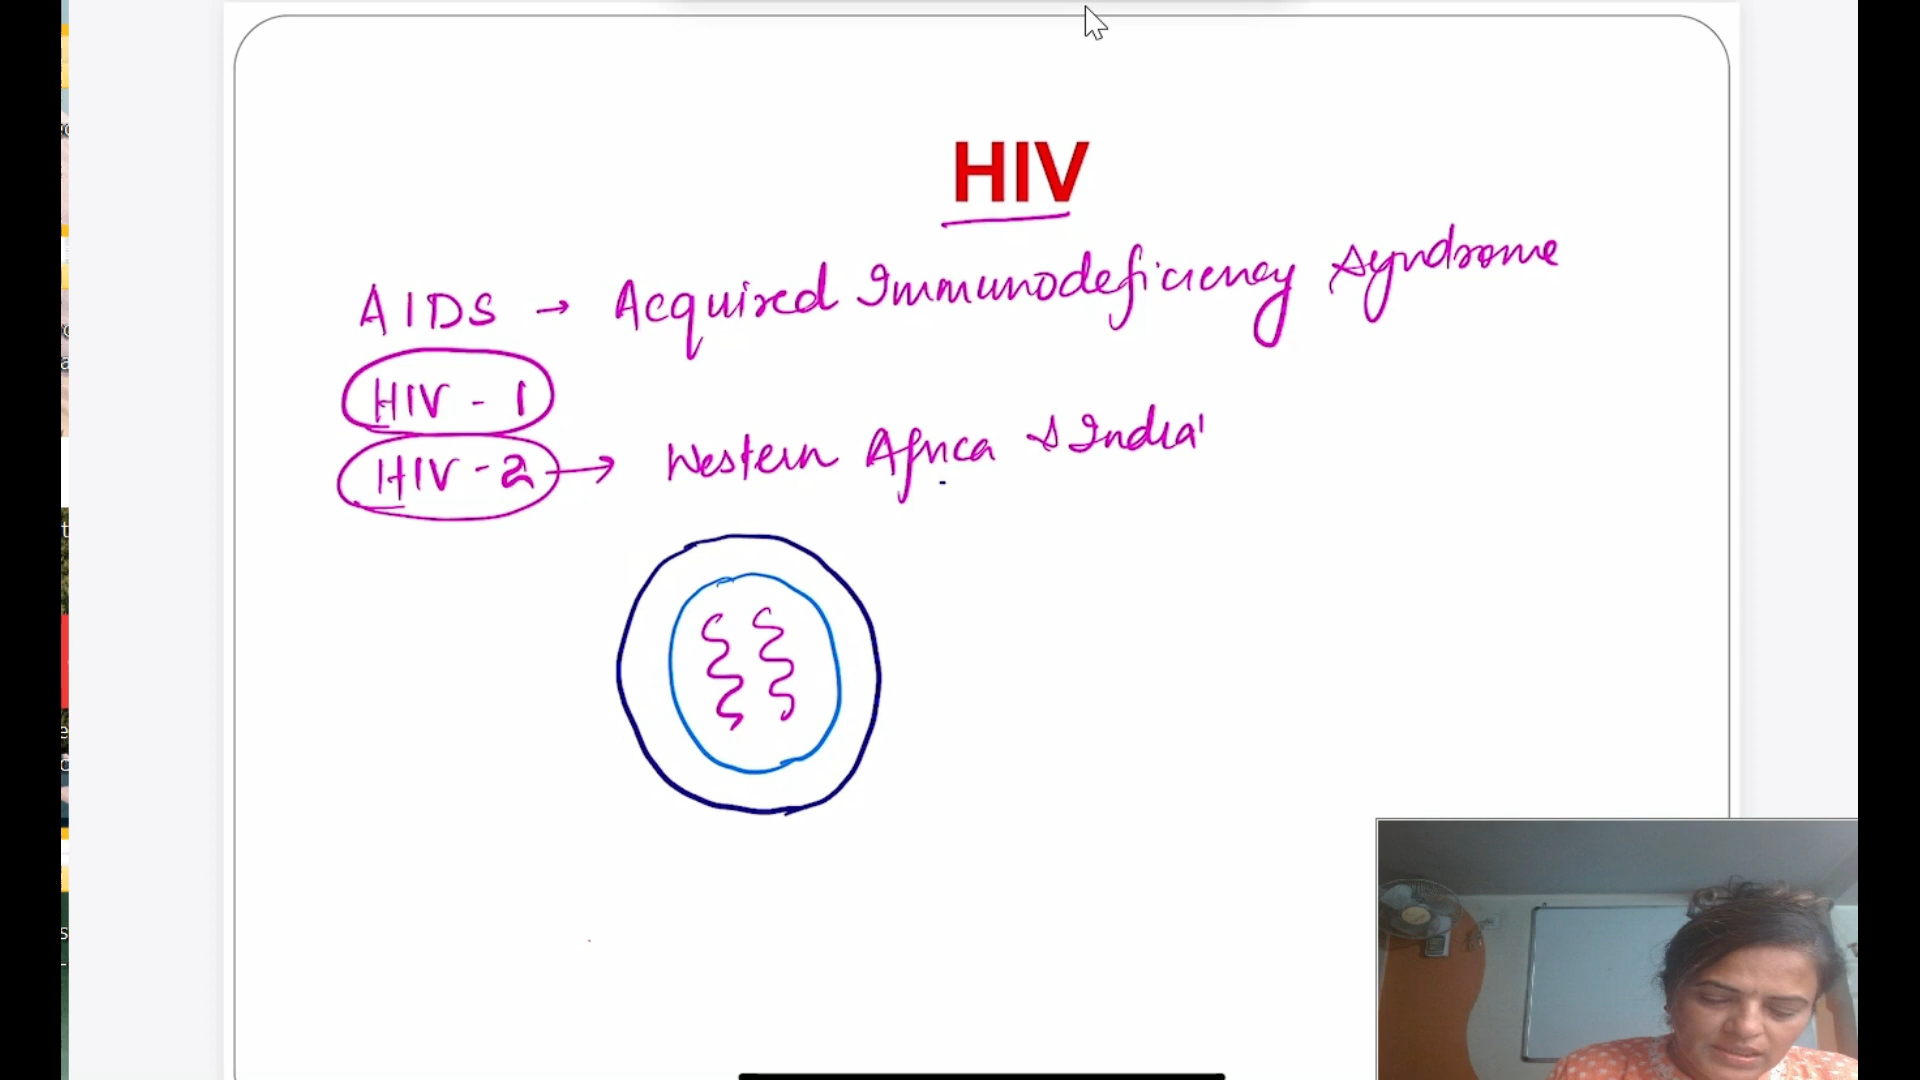 HIV
AIDS → Acquired Immunodeficiency Syndrome
HIV - 1
HIV - 2 → Western Africa & India